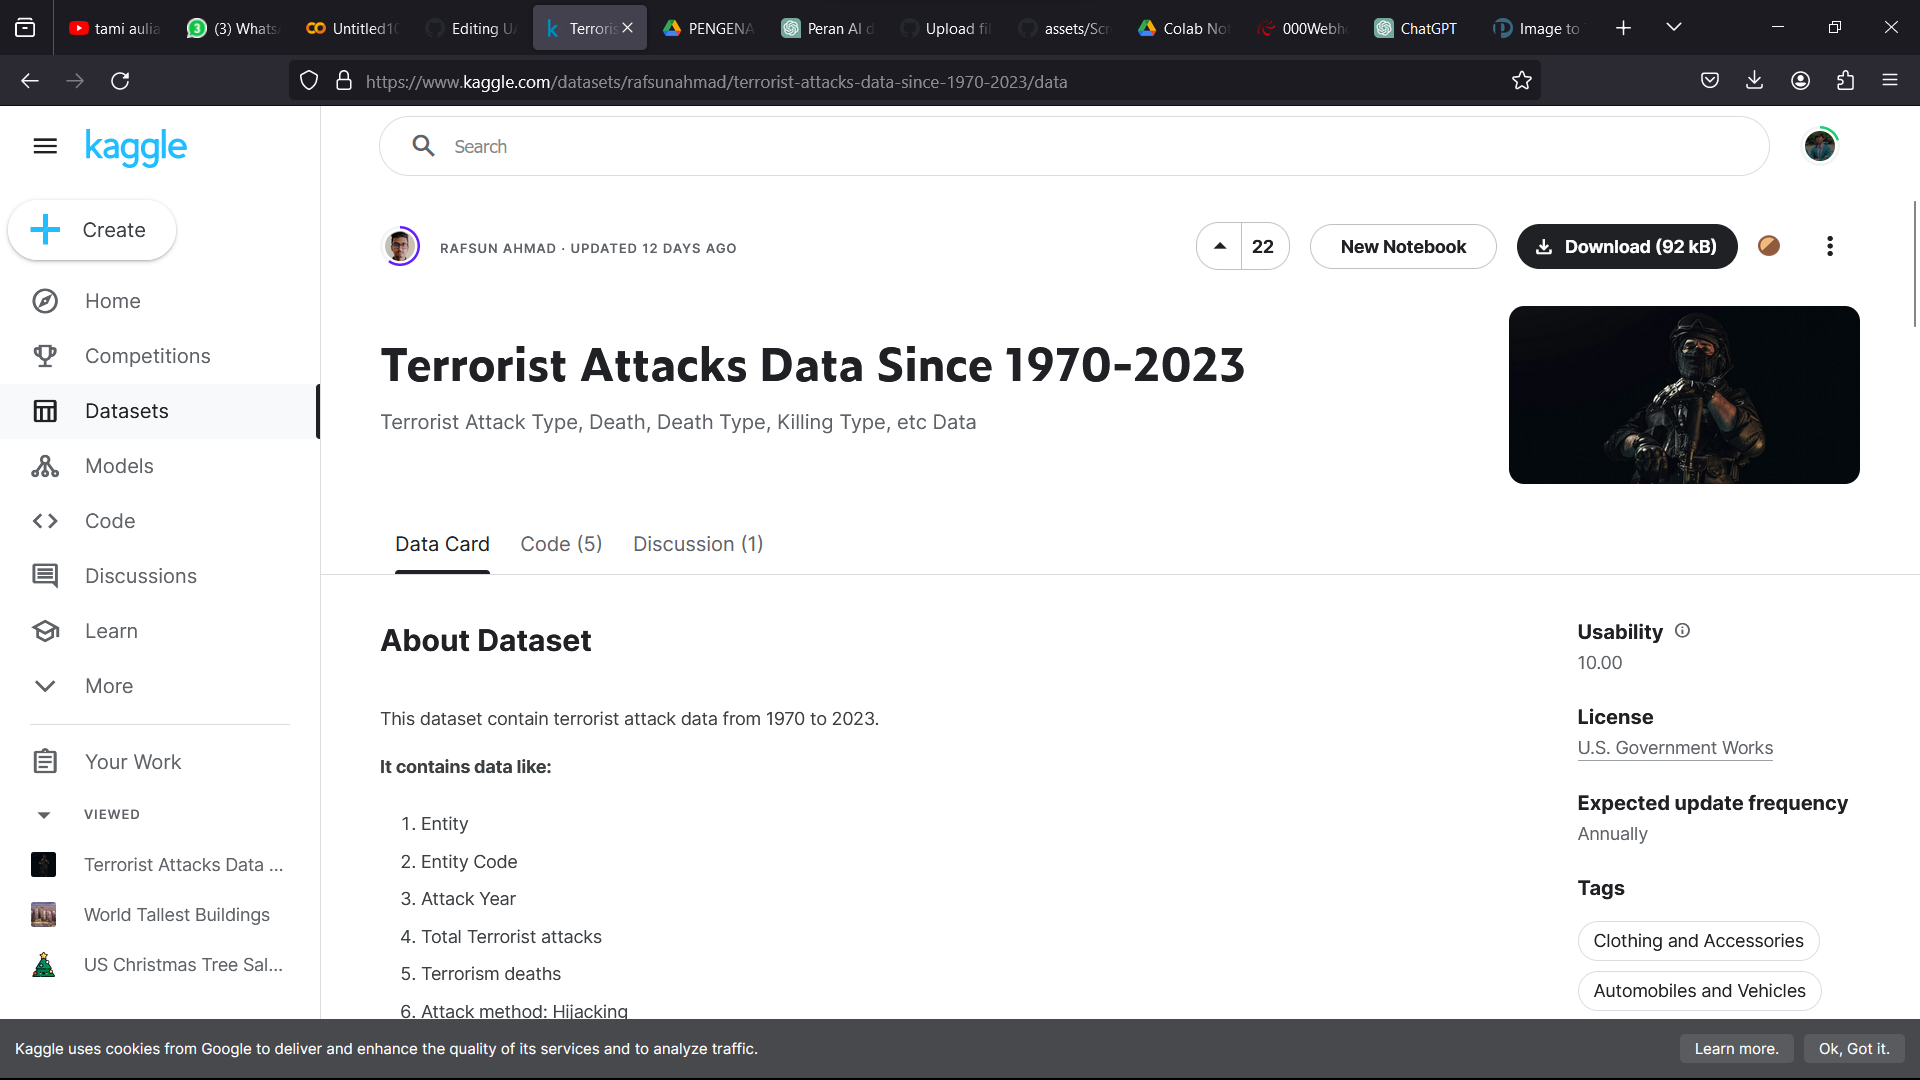 tami aulia
3
(3) Whats
Untitled10
Editing
Terroris
PENGENA
Peran AI d
Upload fil
assets/Scr
Colab Not
000Webh
ChatGPT
Image to
https://www.kaggle.com/datasets/rafsunahmad/terrorist-attacks-data-since-1970-2023/data
kaggle
Search
Create
Home
Competitions
Datasets
Models
Code
Discussions
Learn
More
Your Work
VIEWED
Terrorist Attacks Data ...
World Tallest Buildings
US Christmas Tree Sal...
RAFSUN AHMAD · UPDATED 12 DAYS AGO
22
New Notebook
Download (92 kB)
Terrorist Attacks Data Since 1970-2023
Terrorist Attack Type, Death, Death Type, Killing Type, etc Data
Data Card
Code (5)
Discussion (1)
About Dataset
This dataset contain terrorist attack data from 1970 to 2023.
It contains data like:
1. Entity
2. Entity Code
3. Attack Year
4. Total Terrorist attacks
5. Terrorism deaths
6. Attack method: Hijacking
Usability
10.00
License
U.S. Government Works
Expected update frequency
Annually
Tags
Clothing and Accessories
Automobiles and Vehicles
Kaggle uses cookies from Google to deliver and enhance the quality of its services and to analyze traffic.
Learn more.
Ok, Got it.